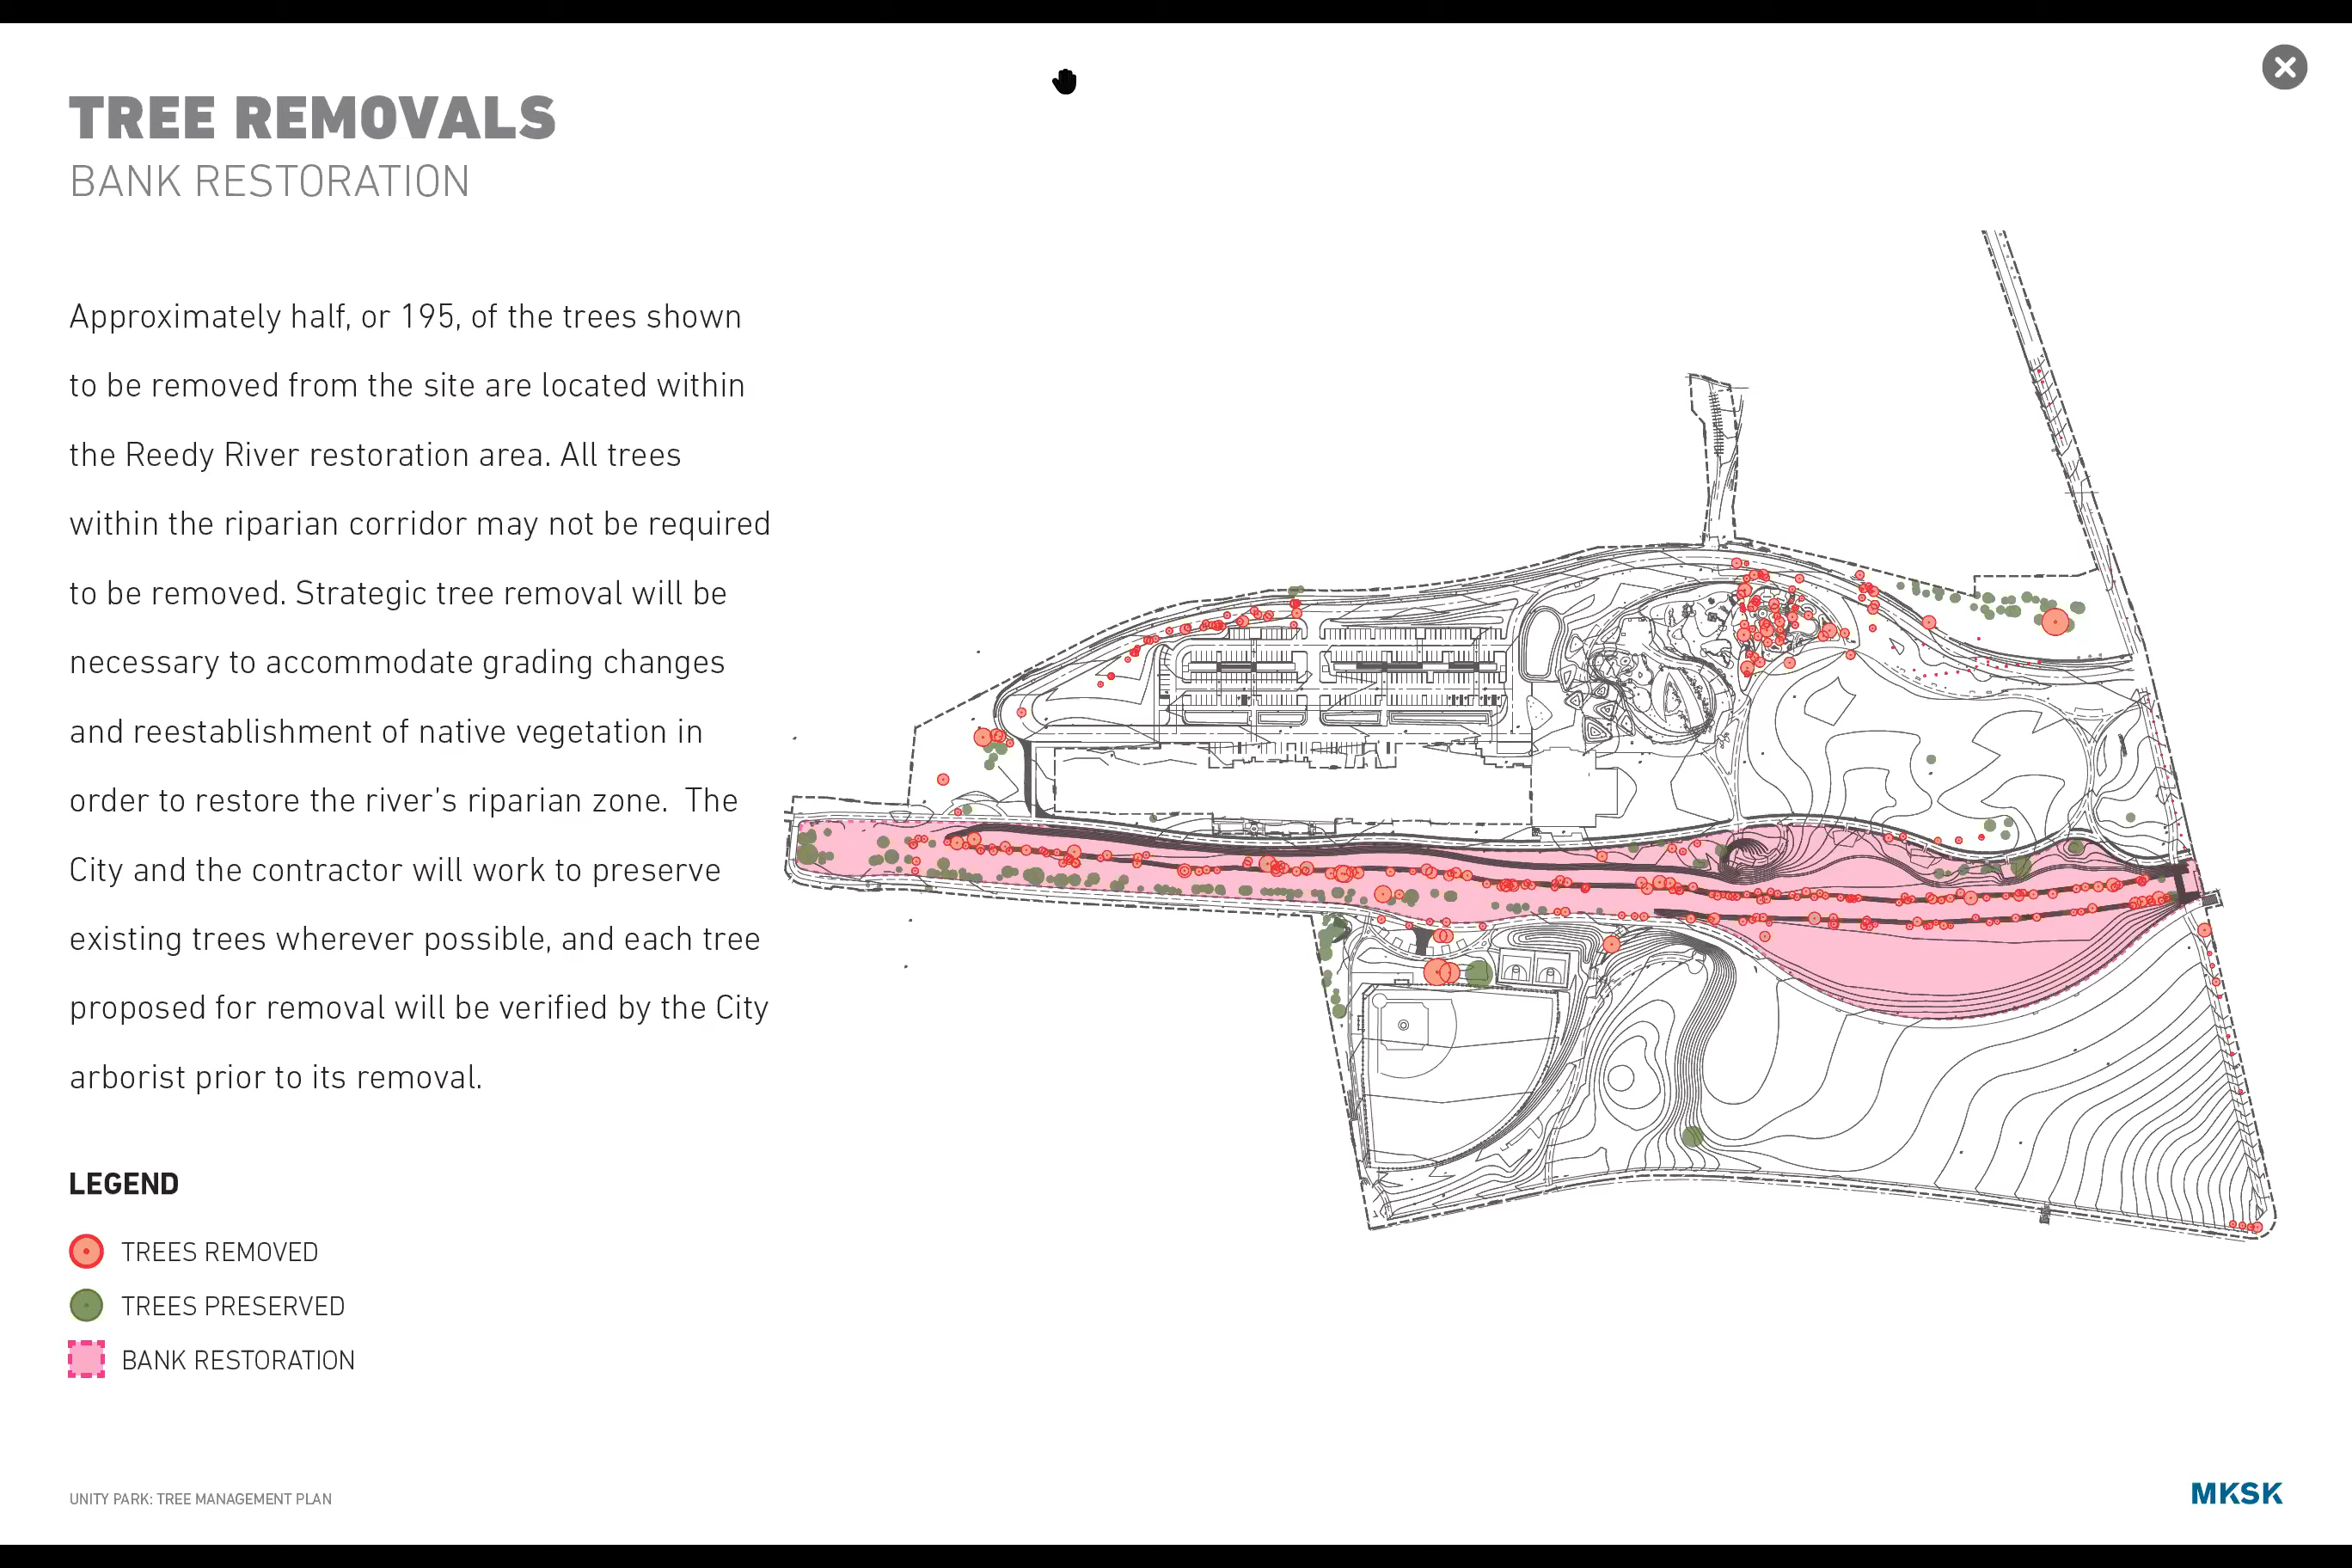 TREE REMOVALS
BANK RESTORATION
Approximately half, or 195, of the trees shown
to be removed from the site are located within
the Reedy River restoration area. All trees
within the riparian corridor may not be required
to be removed. Strategic tree removal will be
necessary to accommodate grading changes
and reestablishment of native vegetation in
order to restore the river’s riparian zone.  The
City and the contractor will work to preserve
existing trees wherever possible, and each tree
proposed for removal will be verified by the City
arborist prior to its removal.
LEGEND
TREES REMOVED
TREES PRESERVED
BANK RESTORATION
UNITY PARK: TREE MANAGEMENT PLAN
MKSK